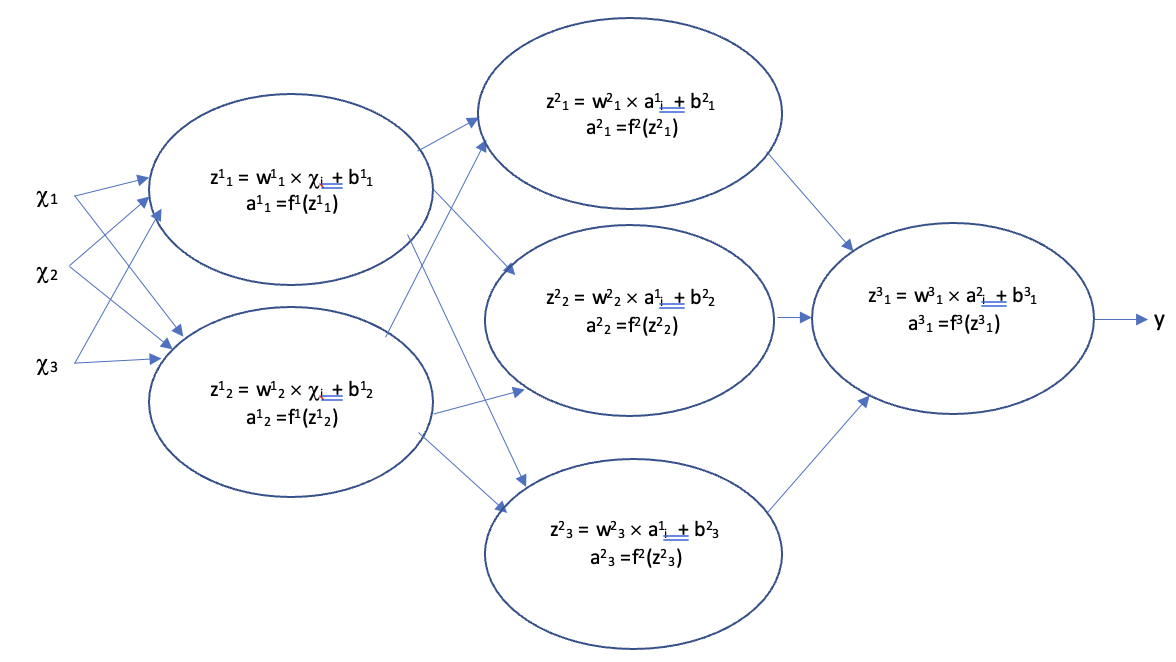 χ₁
χ₂
χ₃
z¹₁ = w¹₁ × χᵢ + b¹₁
a¹₁ =f¹(z¹₁)
z¹₂ = w¹₂ × χᵢ + b¹₂
a¹₂ =f¹(z¹₂)
z²₁ = w²₁ × a¹ᵢ + b²₁
a²₁ =f²(z²₁)
z²₂ = w²₂ × a¹ᵢ + b²₂
a²₂ =f²(z²₂)
z²₃ = w²₃ × a¹ᵢ + b²₃
a²₃ =f²(z²₃)
z³₁ = w³₁ × a²ᵢ + b³₁
a³₁ =f³(z³₁)
y